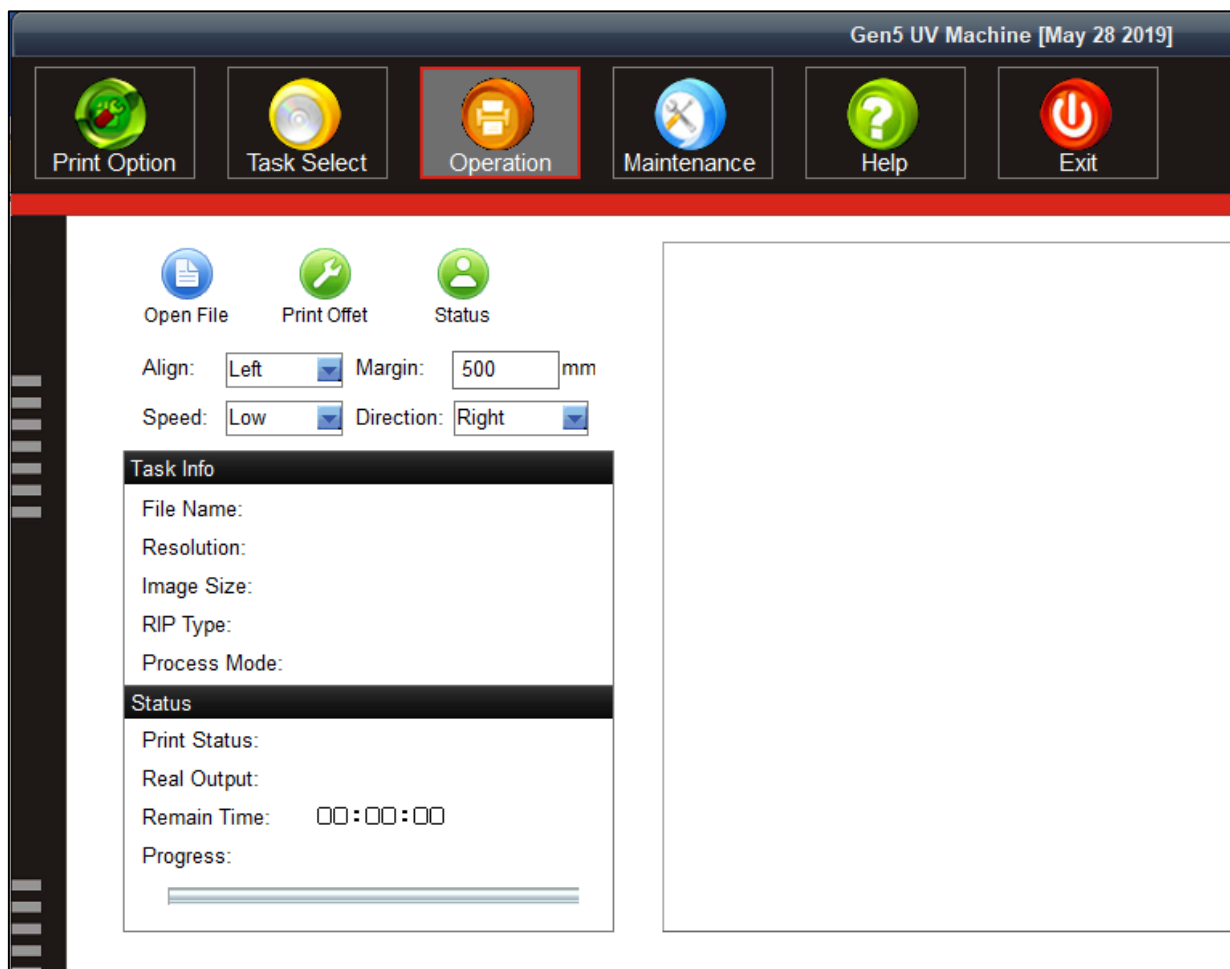 Gen5 UV Machine [May 28 2019]
Print Option Task Select Operation Maintenance Help Exit
Open File Print Offet Status
Align: Left Margin: 500 mm
Speed: Low Direction: Right
Task Info
File Name:
Resolution:
Image Size:
RIP Type:
Process Mode:
Status
Print Status:
Real Output:
Remain Time: 00:00:00
Progress: